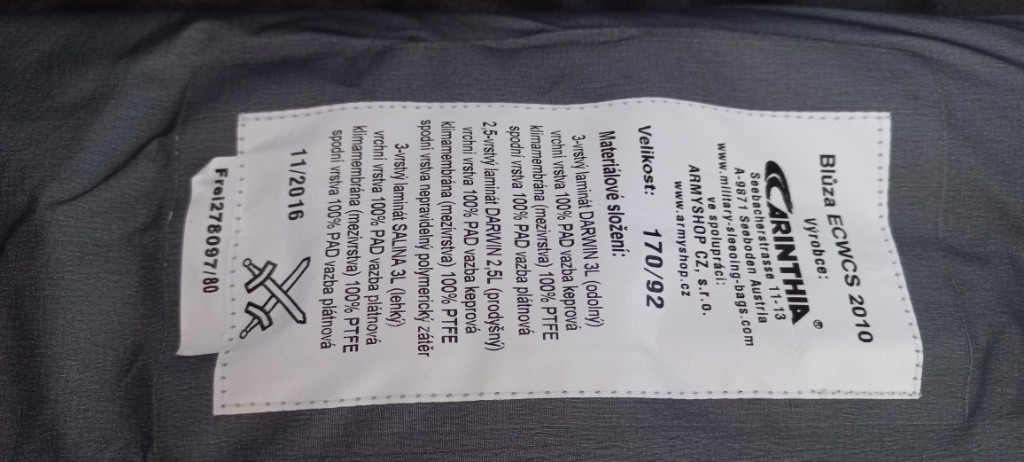 Blůza ECWCS 2010
Výrobce:
CARINTHIA®
Seebacherstrasse 11-13
A-9871 Seeboden Austria
www.military-sleeoing-bags.com
ve spolupráci:
ARMYSHOP CZ, s.r.o.
www.armyshop.cz
Velikost: 170/92
Materiálové složení:
3-vrstvý laminát DARWIN 3L (odolný)
vrchní vrstva 100% PAD vazba keprová
klimamembrána (mezivrstva) 100% PTFE
spodní vrstva 100% PAD vazba plátnová
2,5-vrstvý laminát DARWIN 2,5L (prodyšný)
vrchní vrstva 100% PAD vazba keprová
klimamembrána (mezivrstva) 100% PTFE
spodní vrstva nepravidelný polymerický zátěr
3-vrstvý laminát SALINA 3L (lehký)
vrchní vrstva 100% PAD vazba plátnová
klimamembrána (mezivrstva) 100% PTFE
spodní vrstva 100% PAD vazba plátnová
11/2016
Frei278097/80